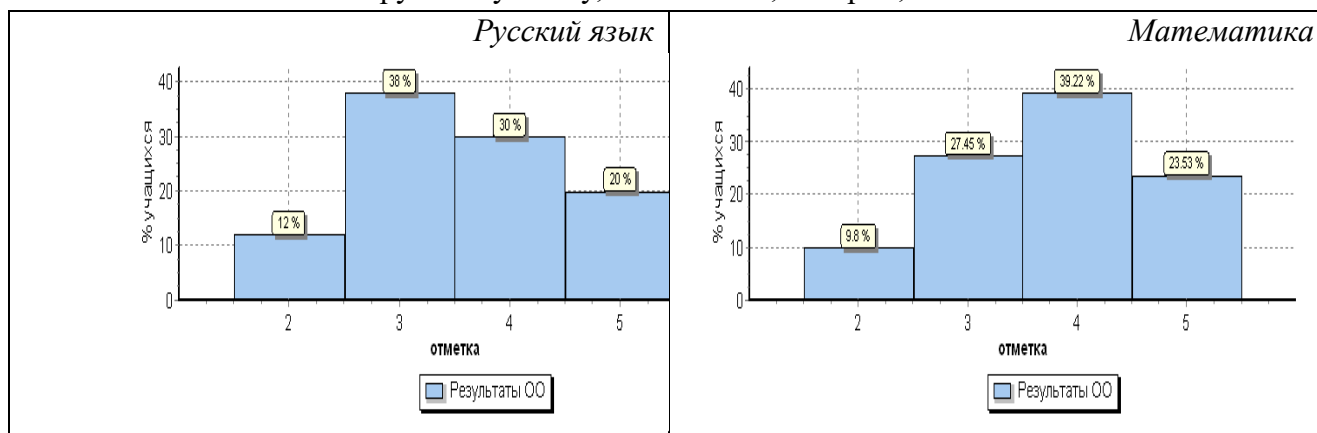 Русский язык
% учащихся
40
30
20
10
0
12 %
38 %
30 %
20 %
2 3 4 5
отметка
Результаты ОО
Математика
% учащихся
40
30
20
10
0
9.8 %
27.45 %
39.22 %
23.53 %
2 3 4 5
отметка
Результаты ОО